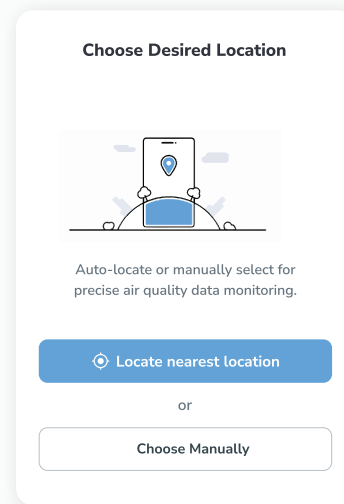 Choose Desired Location
Auto-locate or manually select for
precise air quality data monitoring.
Locate nearest location
or
Choose Manually